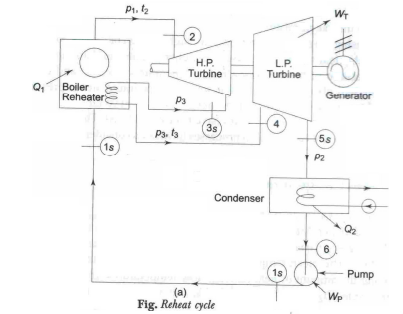 p1, t2
WT
2
H.P.
Turbine
L.P.
Turbine
Generator
Q1
Boiler
Reheater
p3
3s
4
p3, t3
1s
5s
p2
Condenser
Q2
6
1s
Pump
WP
(a)
Fig. Reheat cycle